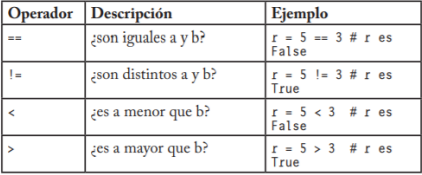 Operador Descripción Ejemplo
== ¿son iguales a y b? r = 5 == 3 # r es
False
!= ¿son distintos a y b? r = 5 != 3 # r es
True
< ¿es a menor que b? r = 5 < 3 # r es
False
> ¿es a mayor que b? r = 5 > 3 # r es
True